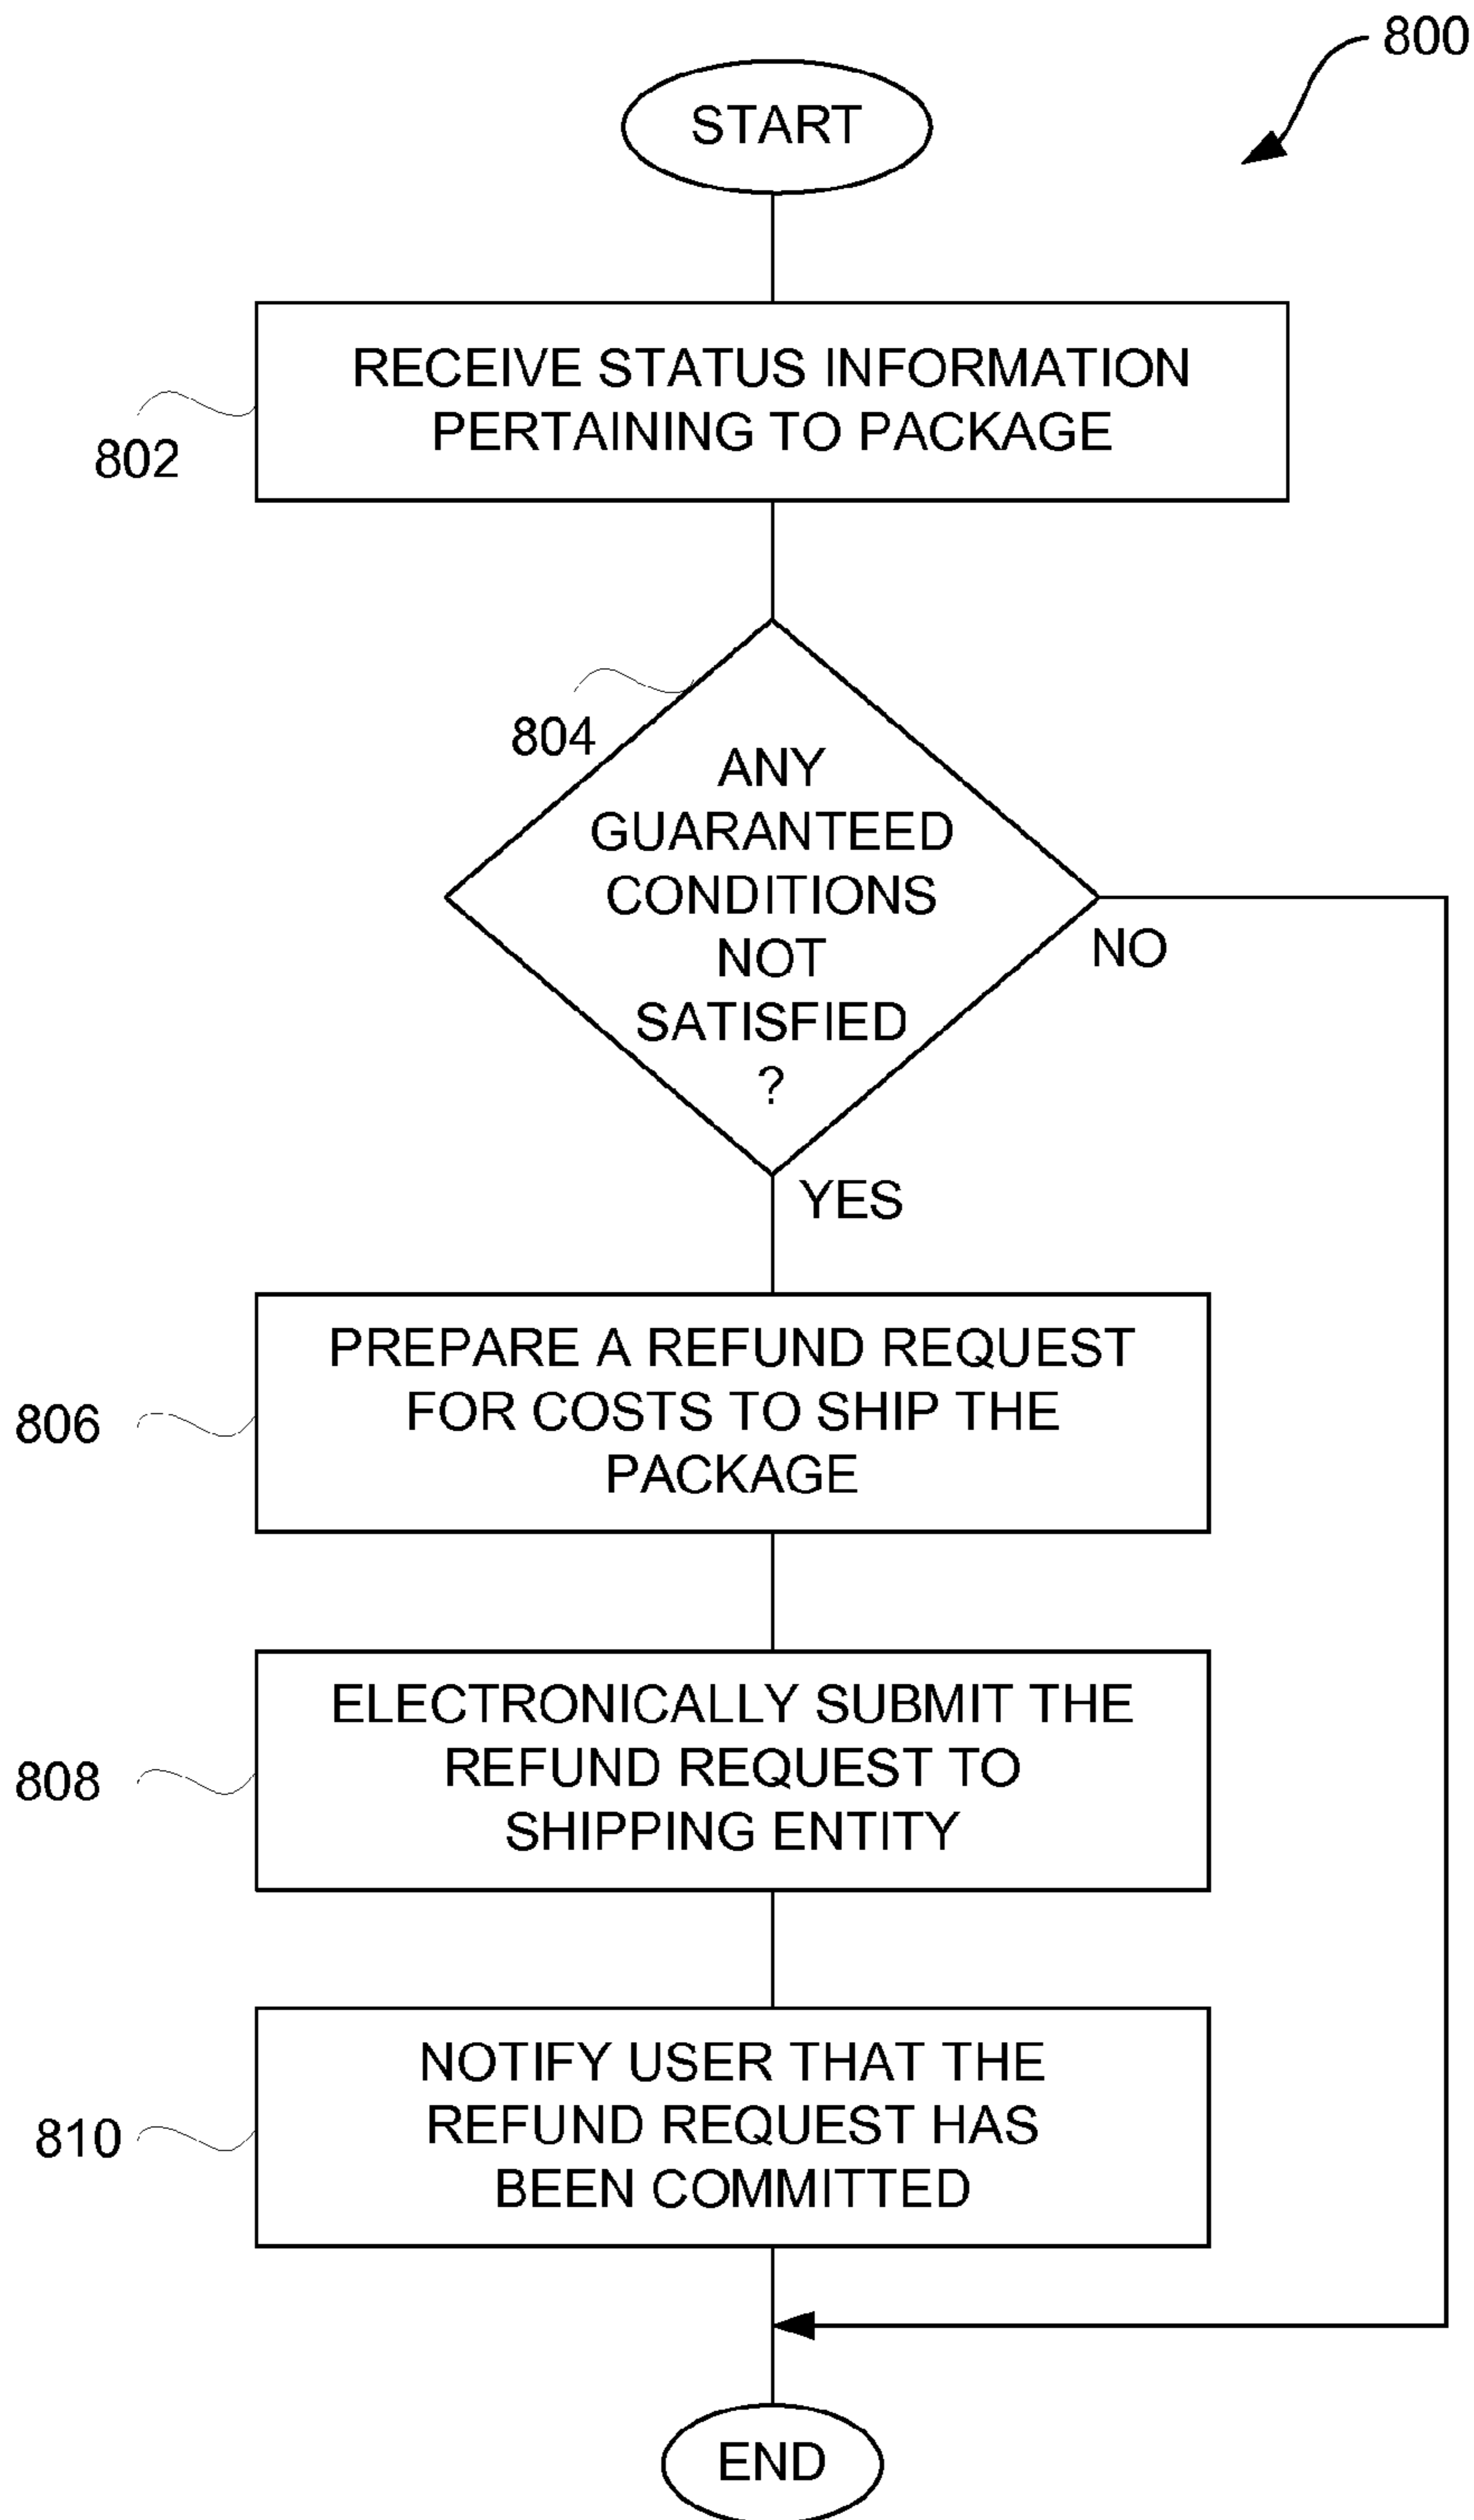 800
START
RECEIVE STATUS INFORMATION
PERTAINING TO PACKAGE
802
804
ANY
GUARANTEED
CONDITIONS
NOT
SATISFIED
?
NO
YES
PREPARE A REFUND REQUEST
FOR COSTS TO SHIP THE
PACKAGE
806
ELECTRONICALLY SUBMIT THE
REFUND REQUEST TO
SHIPPING ENTITY
808
NOTIFY USER THAT THE
REFUND REQUEST HAS
BEEN COMMITTED
810
END